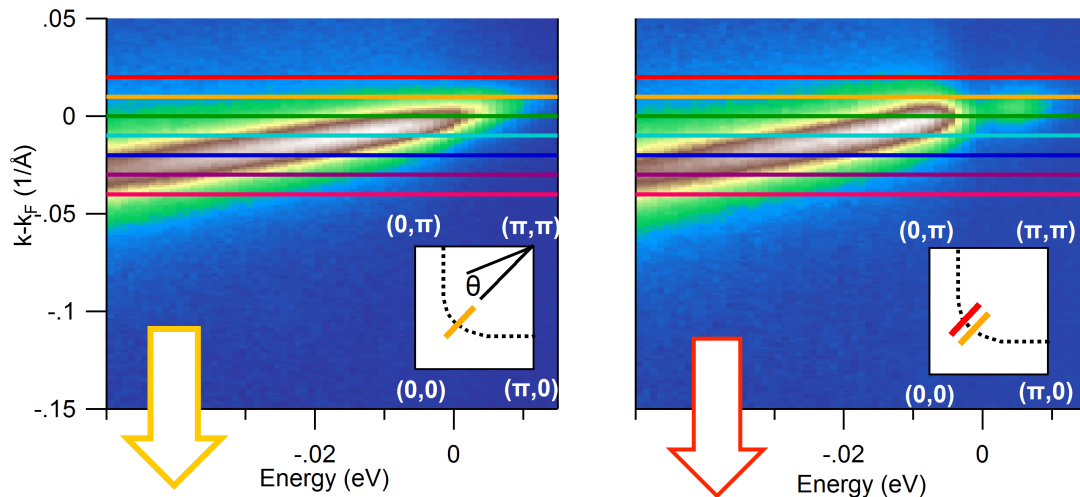 .05
0
-.05
-.1
-.15
k-kF (1/Å)
(0,π)
(π,π)
θ
(0,0)
(π,0)
-.02
0
Energy (eV)
(0,π)
(π,π)
(0,0)
(π,0)
-.02
0
Energy (eV)